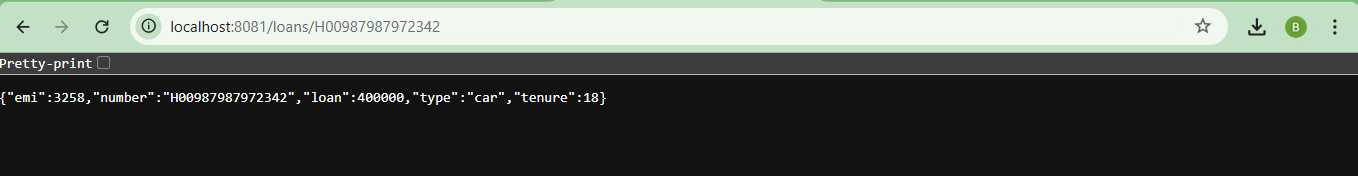 localhost:8081/loans/H00987987972342
B
Pretty-print
{"emi":3258,"number":"H00987987972342","loan":400000,"type":"car","tenure":18}